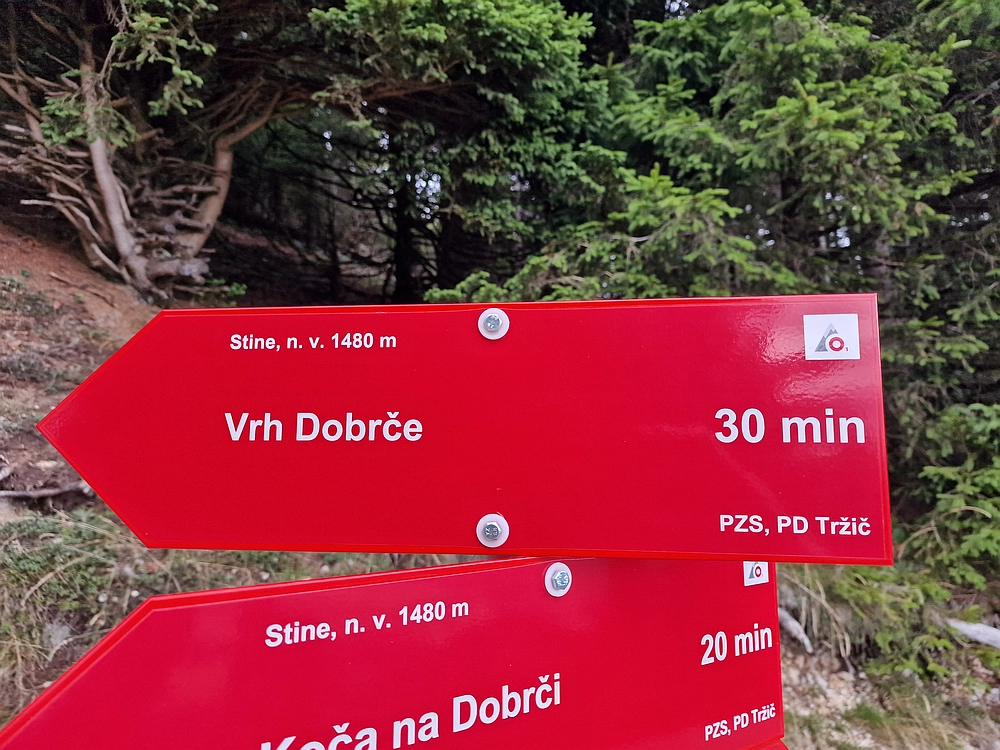 Stine, n. v. 1480 m
Vrh Dobrče
30 min
PZS, PD Tržič
Stine, n. v. 1480 m
20 min
Koča na Dobrči
PZS, PD Tržič